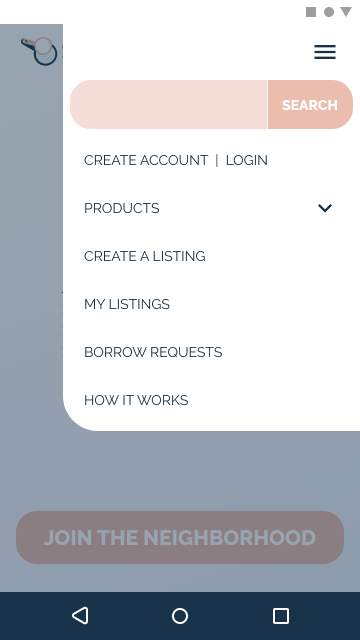 SEARCH
CREATE ACCOUNT | LOGIN
PRODUCTS
CREATE A LISTING
MY LISTINGS
BORROW REQUESTS
HOW IT WORKS
JOIN THE NEIGHBORHOOD